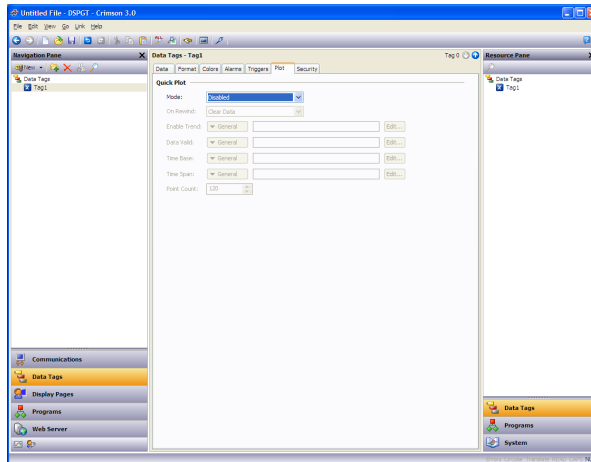 Untitled File - DSPGT - Crimson 3.0
File Edit View Go Link Help
Navigation Pane
Data Tags - Tag1
Tag 0
Resource Pane
New
Data Format Colors Alarms Triggers Plot Security
Data Tags
Tag1
Quick Plot
Mode: Disabled
On Rewind: Clear Data
Enable Trend: General Edit...
Data Valid: General Edit...
Time Base: General Edit...
Time Span: General Edit...
Point Count: 120
Data Tags
Tag1
Communications
Data Tags
Display Pages
Programs
Web Server
Data Tags
Programs
System